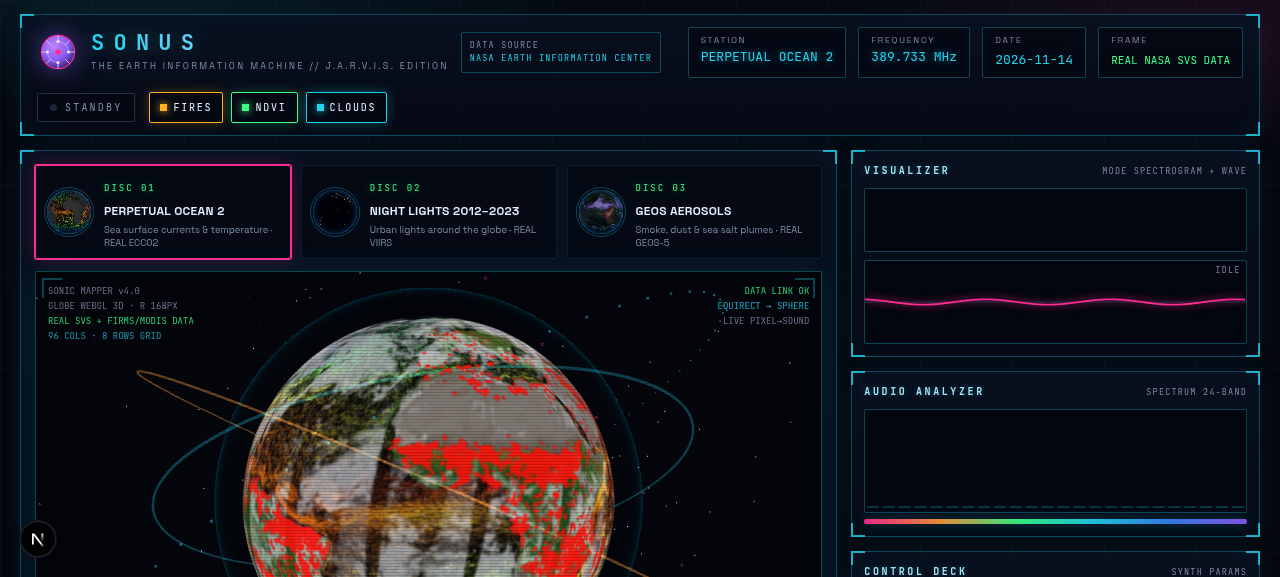 SONUS
THE EARTH INFORMATION MACHINE // J.A.R.V.I.S. EDITION
DATA SOURCE
NASA EARTH INFORMATION CENTER
STATION
PERPETUAL OCEAN 2
FREQUENCY
389.733 MHz
DATE
2026-11-14
FRAME
REAL NASA SVS DATA
STANDBY
FIRES
NDVI
CLOUDS
DISC 01
PERPETUAL OCEAN 2
Sea surface currents & temperature ·
REAL ECCO2
DISC 02
NIGHT LIGHTS 2012–2023
Urban lights around the globe · REAL
VIIRS
DISC 03
GEOS AEROSOLS
Smoke, dust & sea salt plumes · REAL
GEOS-5
SONIC MAPPER v4.0
GLOBE WEBGL 3D · R 168PX
REAL SVS + FIRMS/MODIS DATA
96 COLS · 8 ROWS GRID
DATA LINK OK
EQUIRECT → SPHERE
LIVE PIXEL→SOUND
VISUALIZER
MODE SPECTROGRAM + WAVE
IDLE
AUDIO ANALYZER
SPECTRUM 24-BAND
CONTROL DECK
SYNTH PARAMS
N